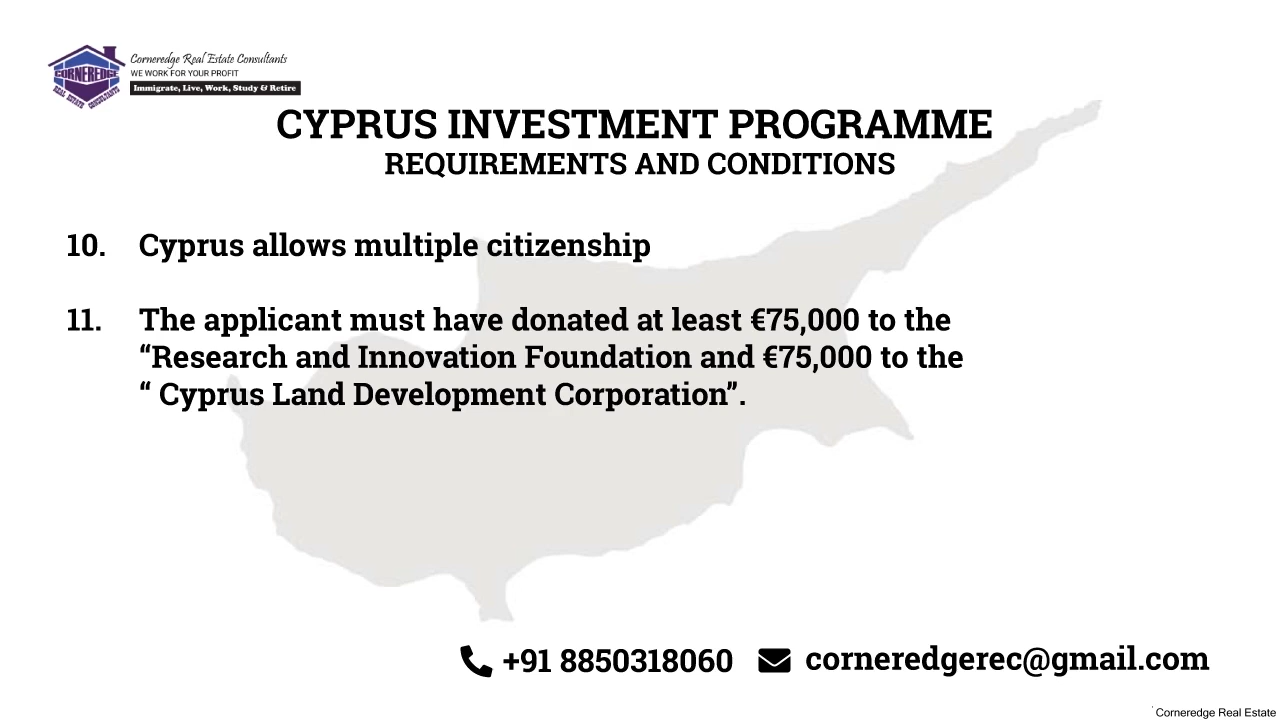 CORNEREDGE
REAL ESTATE CONSULTANTS
Corneredge Real Estate Consultants
WE WORK FOR YOUR PROFIT
Immigrate, Live, Work, Study & Retire
CYPRUS INVESTMENT PROGRAMME
REQUIREMENTS AND CONDITIONS
10. Cyprus allows multiple citizenship
11. The applicant must have donated at least €75,000 to the
“Research and Innovation Foundation and €75,000 to the
“ Cyprus Land Development Corporation”.
+91 8850318060 corneredgerec@gmail.com
Corneredge Real Estate